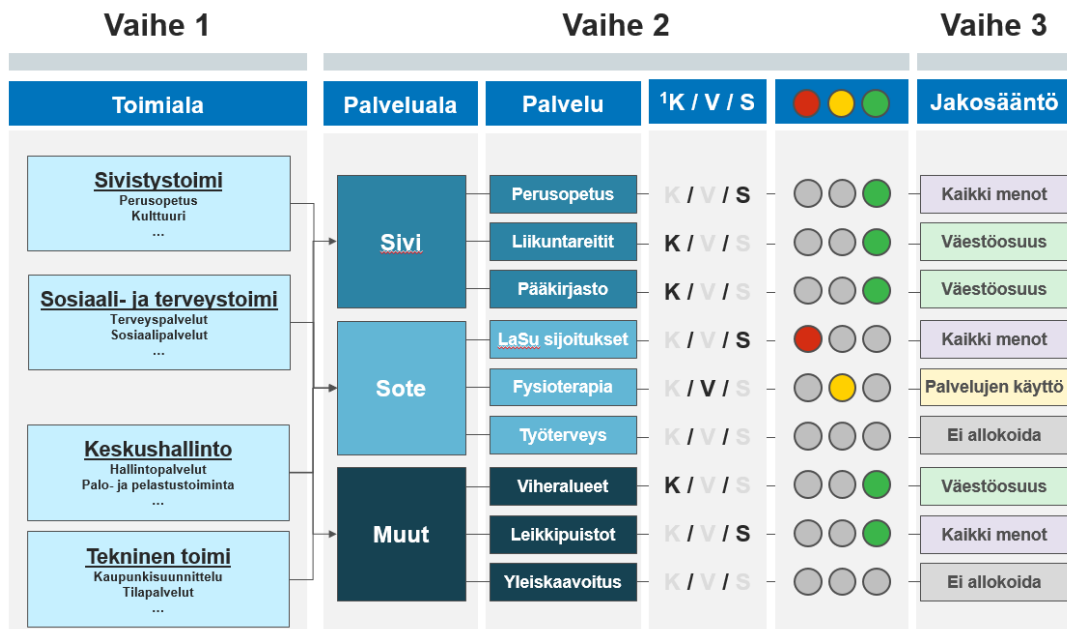 Vaihe 1
Vaihe 2
Vaihe 3
Toimiala
Palveluala
Palvelu
¹K / V / S
Jakosääntö
Sivistystoimi
Perusopetus
Kulttuuri
...
Sosiaali- ja terveystoimi
Terveyspalvelut
Sosiaalipalvelut
...
Keskushallinto
Hallintopalvelut
Palo- ja pelastustoiminta
...
Tekninen toimi
Kaupunkisuunnittelu
Tilapalvelut
...
Sivi
Perusopetus
K / V / S
Kaikki menot
Liikuntareitit
K / V / S
Väestöosuus
Pääkirjasto
K / V / S
Väestöosuus
Sote
LaSu sijoitukset
K / V / S
Kaikki menot
Fysioterapia
K / V / S
Palvelujen käyttö
Työterveys
K / V / S
Ei allokoida
Muut
Viheralueet
K / V / S
Väestöosuus
Leikkipuistot
K / V / S
Kaikki menot
Yleiskaavoitus
K / V / S
Ei allokoida